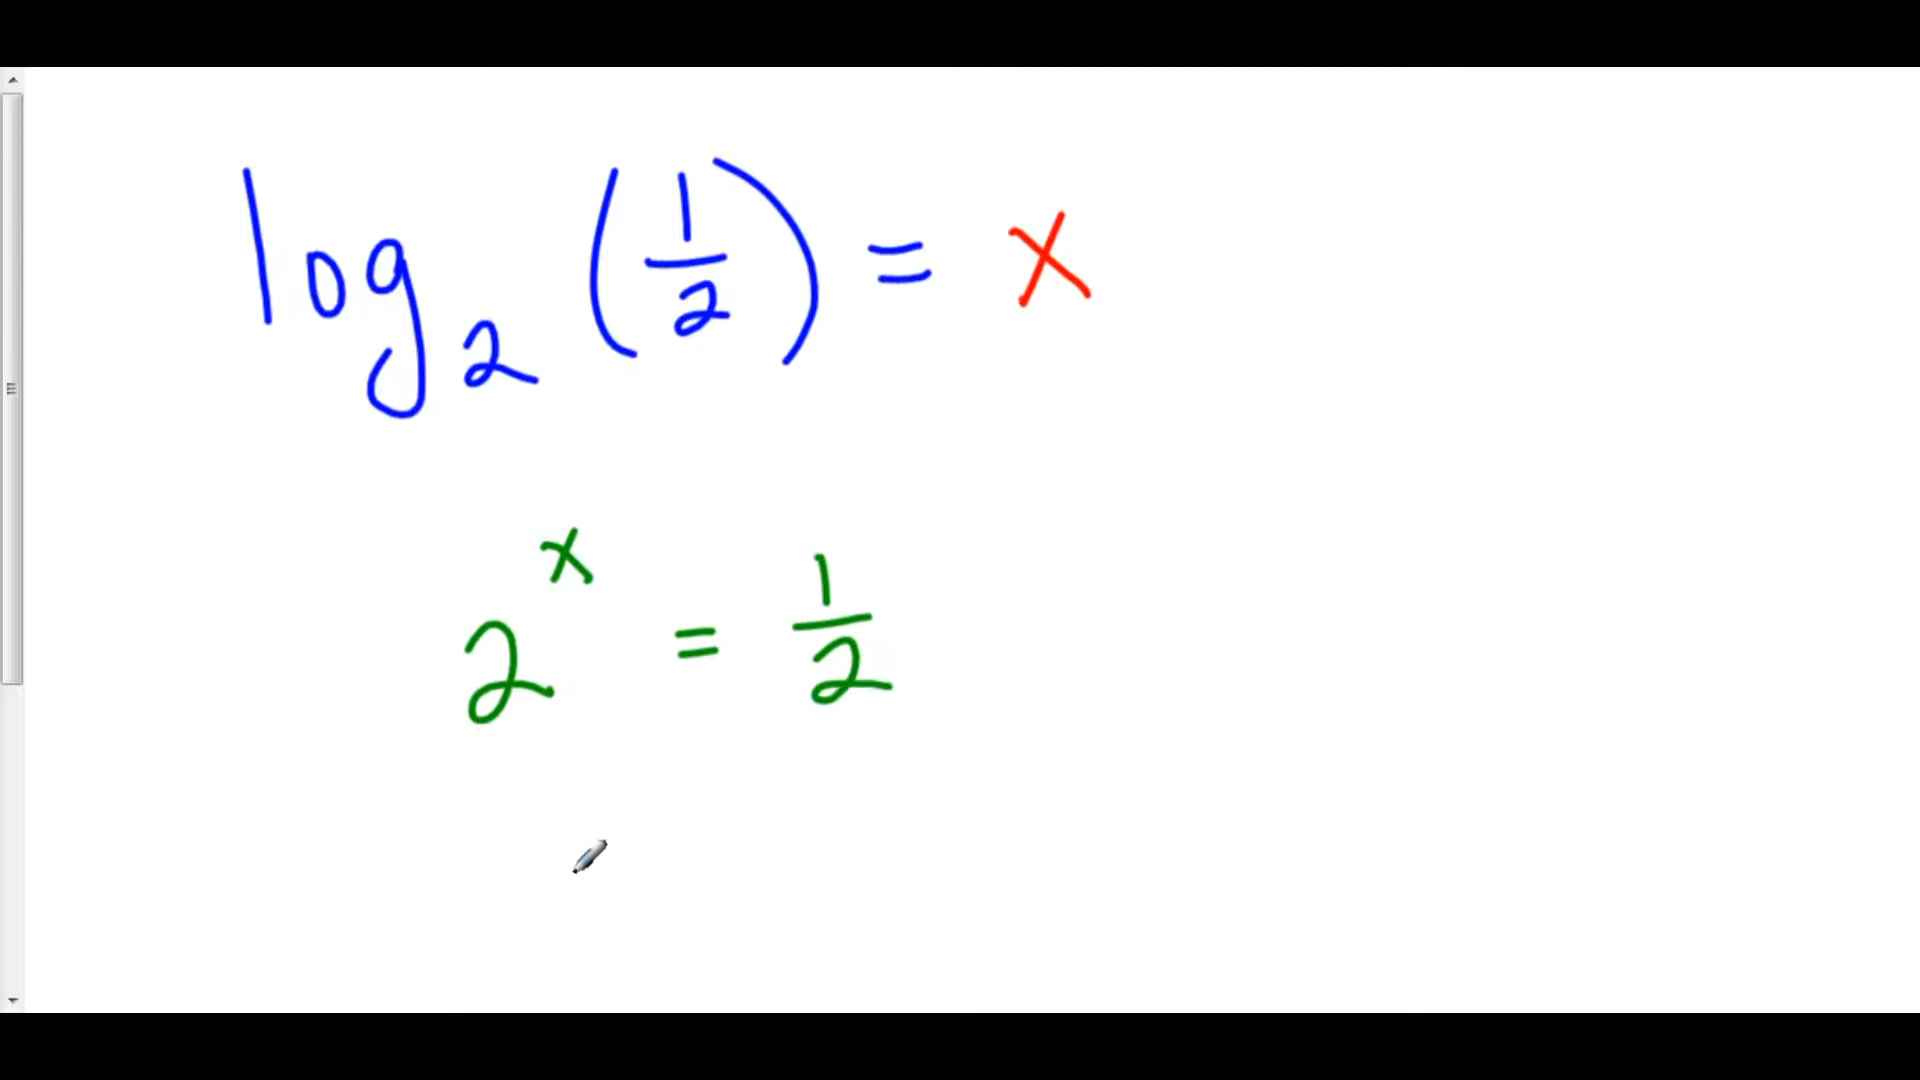 log₂ (1/2) = x
2ˣ = 1/2